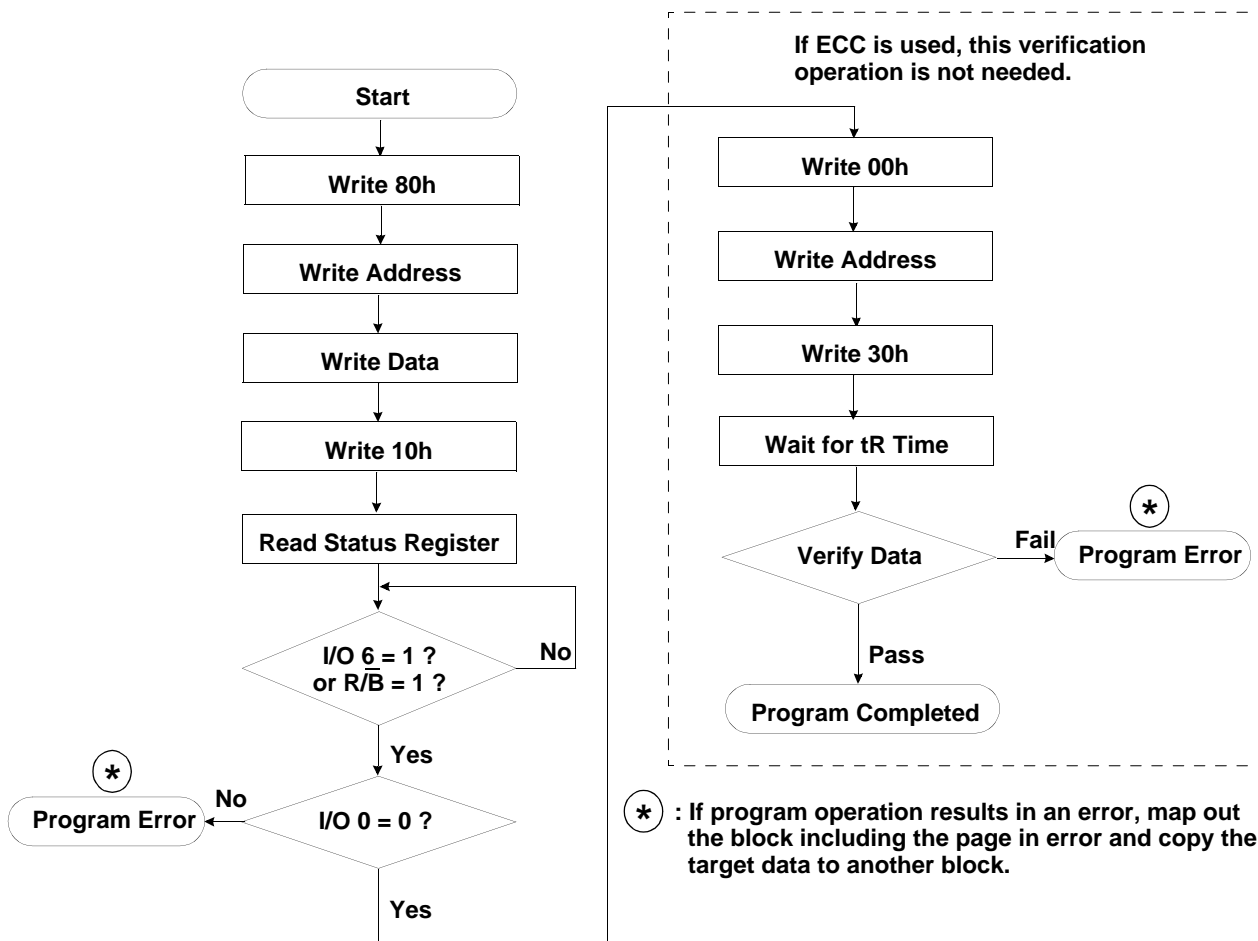 Start
Write 80h
Write Address
Write Data
Write 10h
Read Status Register
I/O 6 = 1 ?
or R/B̅ = 1 ?
No
Yes
*
No
Program Error
I/O 0 = 0 ?
Yes
If ECC is used, this verification
operation is not needed.
Write 00h
Write Address
Write 30h
Wait for tR Time
*
Verify Data
Fail
Program Error
Pass
Program Completed
* : If program operation results in an error, map out
the block including the page in error and copy the
target data to another block.